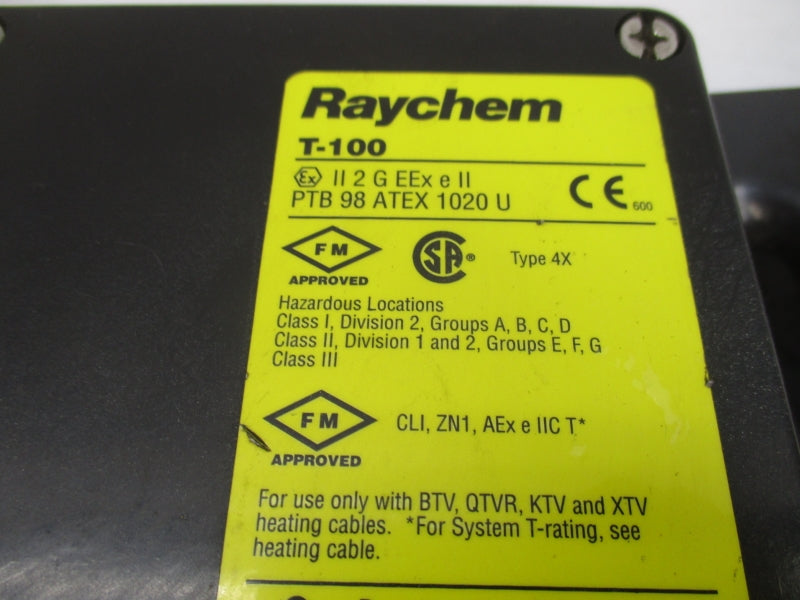 Raychem
T-100
Ex II 2 G EEx e II
PTB 98 ATEX 1020 U
CE 600
FM
APPROVED
CSA ® Type 4X
Hazardous Locations
Class I, Division 2, Groups A, B, C, D
Class II, Division 1 and 2, Groups E, F, G
Class III
FM
APPROVED
CLI, ZN1, AEx e IIC T*
For use only with BTV, QTVR, KTV and XTV
heating cables. *For System T-rating, see
heating cable.